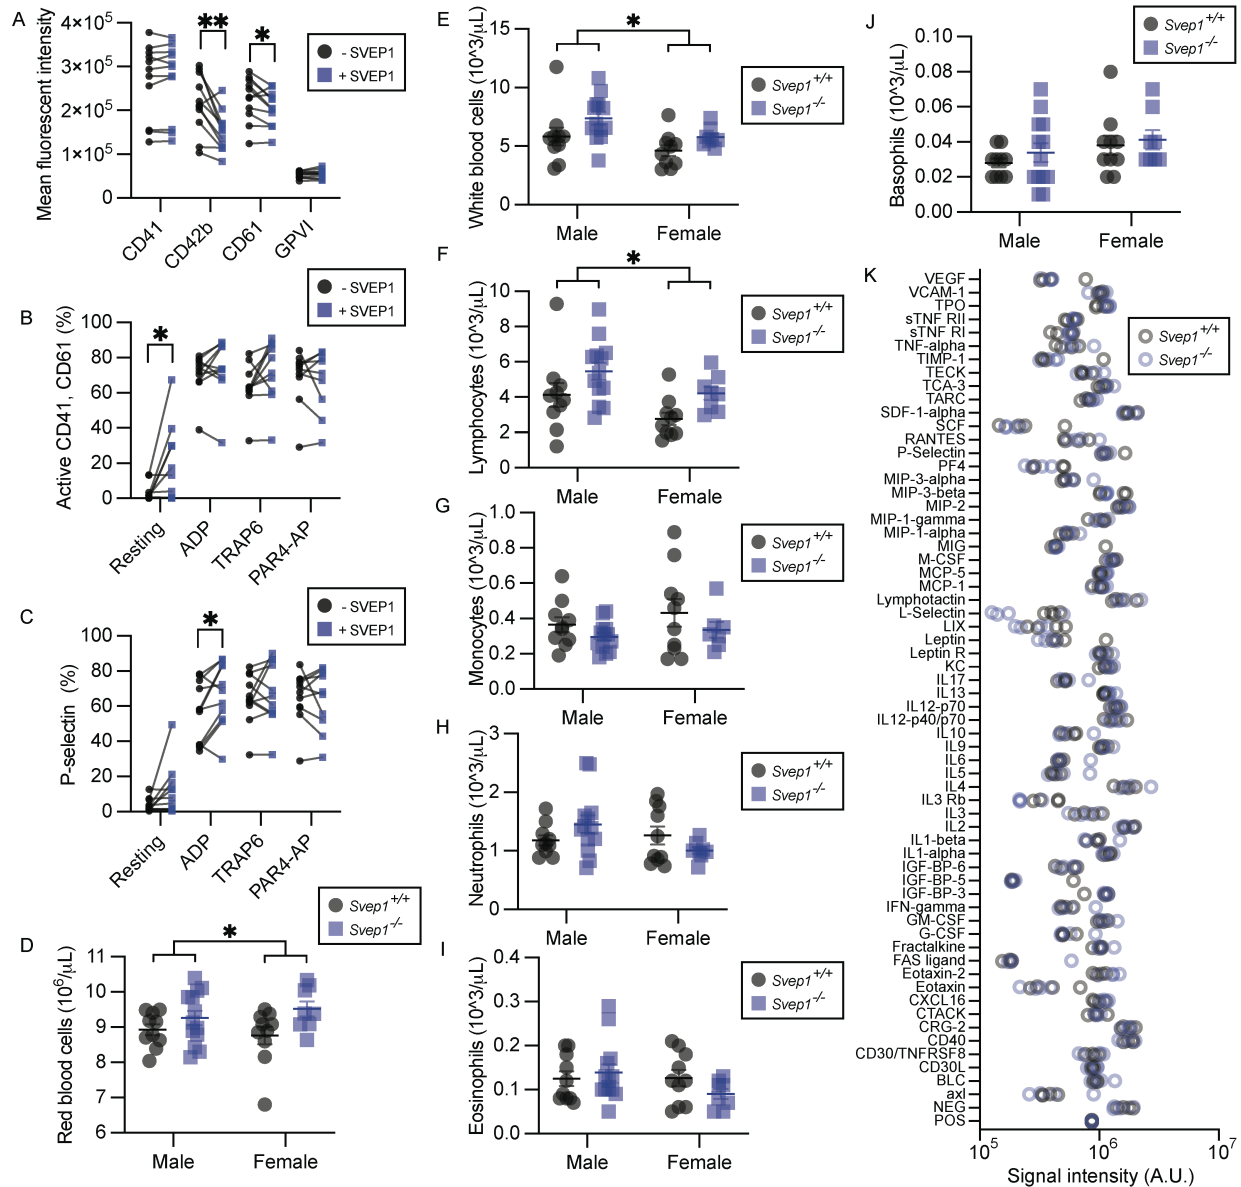 A
Mean fluorescent intensity
4×10⁵
3×10⁵
2×10⁵
1×10⁵
0
**
*
CD41
CD42b
CD61
GPVI
- SVEP1
+ SVEP1
B
Active CD41, CD61 (%)
100
80
60
40
20
0
*
Resting
ADP
TRAP6
PAR4-AP
- SVEP1
+ SVEP1
C
P-selectin (%)
100
80
60
40
20
0
*
Resting
ADP
TRAP6
PAR4-AP
- SVEP1
+ SVEP1
D
Red blood cells (10⁶/μL)
11
10
9
8
7
6
*
Male
Female
Svep1⁺/⁺
Svep1⁻/⁻
E
White blood cells (10^3/μL)
15
10
5
0
*
Male
Female
Svep1⁺/⁺
Svep1⁻/⁻
F
Lymphocytes (10^3/μL)
10
8
6
4
2
0
*
Male
Female
Svep1⁺/⁺
Svep1⁻/⁻
G
Monocytes (10^3/μL)
1.0
0.8
0.6
0.4
0.2
0.0
Male
Female
Svep1⁺/⁺
Svep1⁻/⁻
H
Neutrophils (10^3/μL)
3
2
1
0
Male
Female
Svep1⁺/⁺
Svep1⁻/⁻
I
Eosinophils (10^3/μL)
0.4
0.3
0.2
0.1
0.0
Male
Female
Svep1⁺/⁺
Svep1⁻/⁻
J
Basophils (10^3/μL)
0.10
0.08
0.06
0.04
0.02
0.00
Male
Female
Svep1⁺/⁺
Svep1⁻/⁻
K
VEGF
VCAM-1
TPO
sTNF RII
sTNF RI
TNF-alpha
TIMP-1
TECK
TCA-3
TARC
SDF-1-alpha
SCF
RANTES
P-Selectin
PF4
MIP-3-alpha
MIP-3-beta
MIP-2
MIP-1-gamma
MIP-1-alpha
MIG
M-CSF
MCP-5
MCP-1
Lymphotactin
L-Selectin
LIX
Leptin
Leptin R
KC
IL17
IL13
IL12-p70
IL12-p40/p70
IL10
IL9
IL6
IL5
IL4
IL3 Rb
IL3
IL2
IL1-beta
IL1-alpha
IGF-BP-6
IGF-BP-5
IGF-BP-3
IFN-gamma
GM-CSF
G-CSF
Fractalkine
FAS ligand
Eotaxin-2
Eotaxin
CXCL16
CTACK
CRG-2
CD40
CD30/TNFRSF8
CD30L
BLC
axl
NEG
POS
Svep1⁺/⁺
Svep1⁻/⁻
10⁵
10⁶
10⁷
Signal intensity (A.U.)